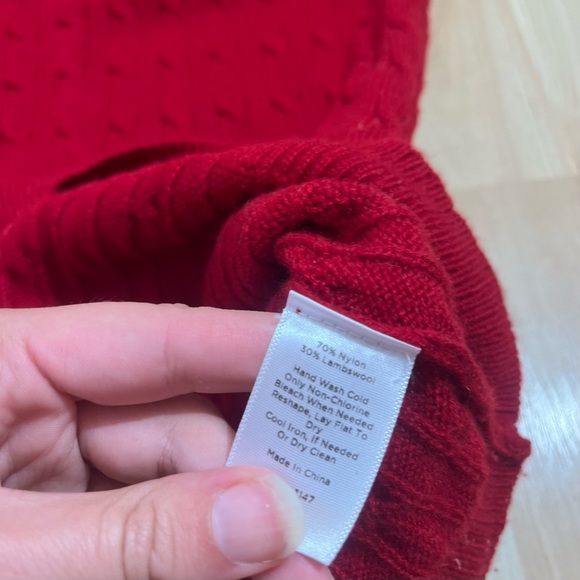 70% Nylon
30% Lambswool
Hand Wash Cold
Only Non-Chlorine
Bleach When Needed
Reshape, Lay Flat To
Dry
Cool Iron, If Needed
Or Dry Clean
Made In China
147